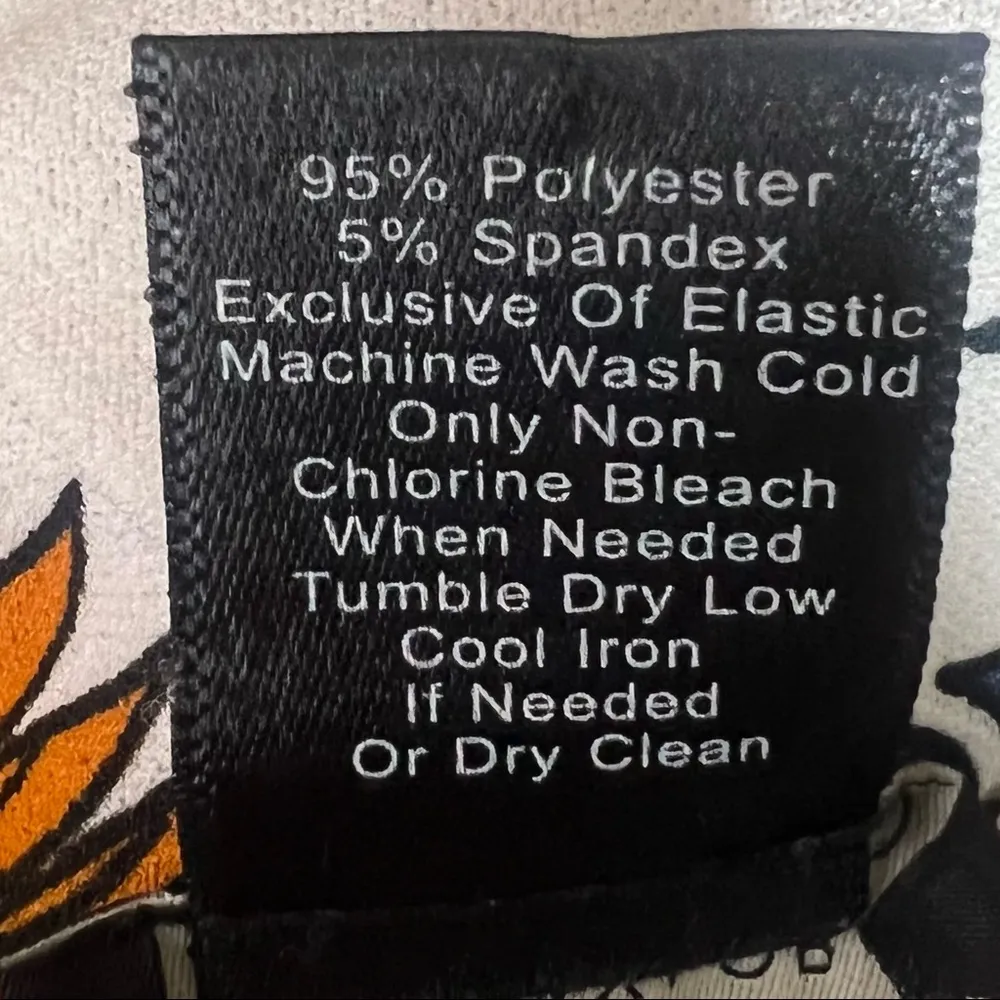 95% Polyester
5% Spandex
Exclusive Of Elastic
Machine Wash Cold
Only Non-
Chlorine Bleach
When Needed
Tumble Dry Low
Cool Iron
If Needed
Or Dry Clean